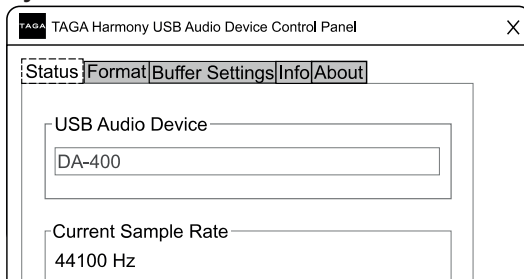 TAGA TAGA Harmony USB Audio Device Control Panel X
Status Format Buffer Settings Info About
USB Audio Device
DA-400
Current Sample Rate
44100 Hz